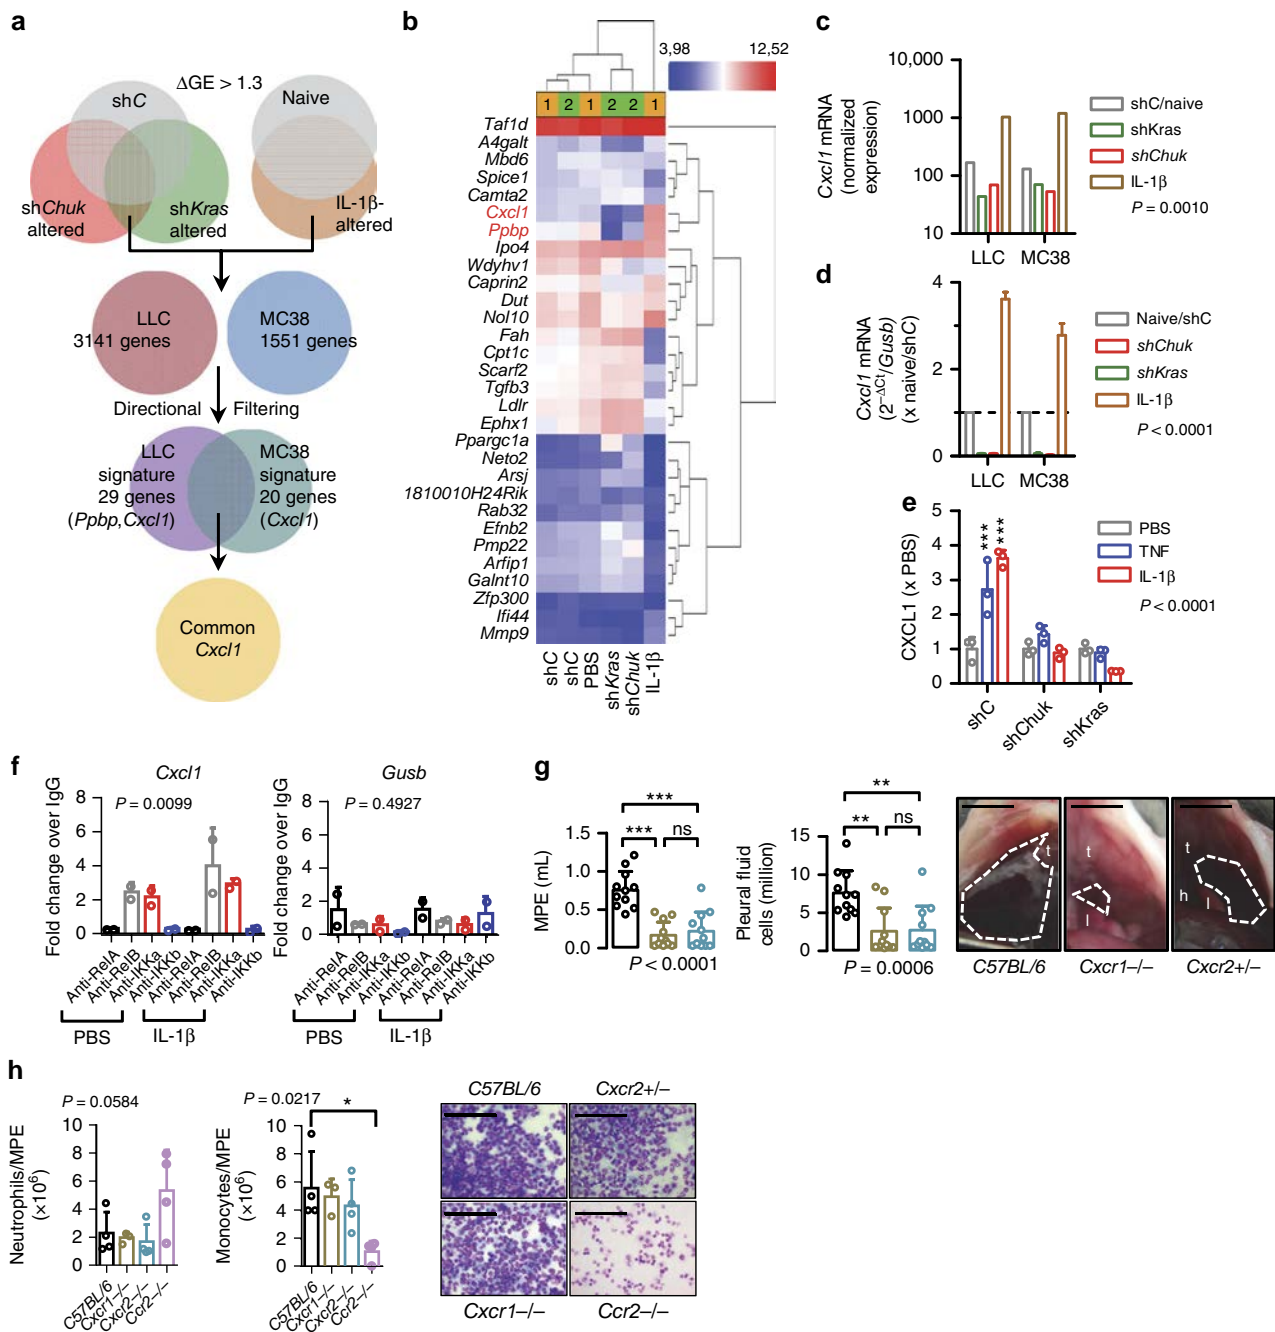 a
shC
ΔGE > 1.3
Naive
shChuk
altered
shKras
altered
IL-1β-
altered
LLC
3141 genes
MC38
1551 genes
Directional
Filtering
LLC
signature
29 genes
(Ppbp,Cxcl1)
MC38
signature
20 genes
(Cxcl1)
Common
Cxcl1
b
3,98
12,52
1 2 1 2 2 1
Taf1d
A4galt
Mbd6
Spice1
Camta2
Cxcl1
Ppbp
Ipo4
Wdyhv1
Caprin2
Dut
Nol10
Fah
Cpt1c
Scarf2
Tgfb3
Ldlr
Ephx1
Ppargc1a
Neto2
Arsj
1810010H24Rik
Rab32
Efnb2
Pmp22
Arfip1
Galnt10
Zfp300
Ifi44
Mmp9
shC
shC
PBS
shKras
shChuk
IL-1β
c
Cxcl1 mRNA
(normalized
expression)
10,000
1000
100
10
LLC
MC38
shC/naive
shKras
shChuk
IL-1β
P = 0.0010
d
Cxcl1 mRNA
(2−ΔCt/Gusb)
(x naive/shC)
4
2
0
LLC
MC38
Naive/shC
shChuk
shKras
IL-1β
P < 0.0001
e
CXCL1 (x PBS)
5
4
3
2
1
0
***
***
shC
shChuk
shKras
PBS
TNF
IL-1β
P < 0.0001
f
Cxcl1
Fold change over IgG
P = 0.0099
8
6
4
2
0
Anti-RelA
Anti-RelB
Anti-IKKa
Anti-IKKb
Anti-RelA
Anti-RelB
Anti-IKKa
Anti-IKKb
PBS
IL-1β
Gusb
Fold change over IgG
P = 0.4927
8
6
4
2
0
Anti-RelA
Anti-RelB
Anti-IKKa
Anti-IKKb
Anti-RelA
Anti-RelB
Anti-IKKa
Anti-IKKb
PBS
IL-1β
g
MPE (mL)
1.5
1.0
0.5
0.0
***
***
ns
P < 0.0001
Pleural fluid
cells (million)
15
10
5
0
**
**
ns
P = 0.0006
t
C57BL/6
t
l
Cxcr1−/−
t
h
l
Cxcr2+/−
h
P = 0.0584
Neutrophils/MPE
(×10⁶)
10
8
6
4
2
0
C57BL/6
Cxcr1−/−
Cxcr2−/−
Ccr2−/−
P = 0.0217
*
Monocytes/MPE
(×10⁶)
10
8
6
4
2
0
C57BL/6
Cxcr1−/−
Cxcr2−/−
Ccr2−/−
C57BL/6
Cxcr2+/−
Cxcr1−/−
Ccr2−/−